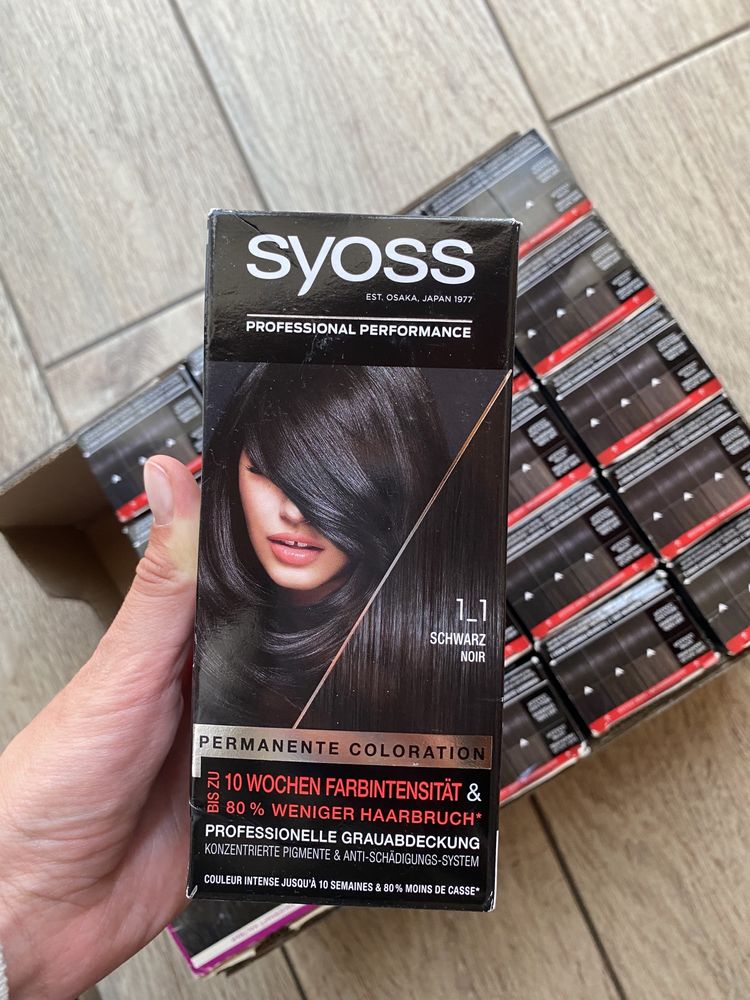 syoss
EST. OSAKA, JAPAN 1977
PROFESSIONAL PERFORMANCE
1_1
SCHWARZ
NOIR
PERMANENTE COLORATION
BIS ZU
10 WOCHEN FARBINTENSITÄT &
80 % WENIGER HAARBRUCH*
PROFESSIONELLE GRAUABDECKUNG
KONZENTRIERTE PIGMENTE & ANTI-SCHÄDIGUNGS-SYSTEM
COULEUR INTENSE JUSQU'À 10 SEMAINES & 80 % MOINS DE CASSE*